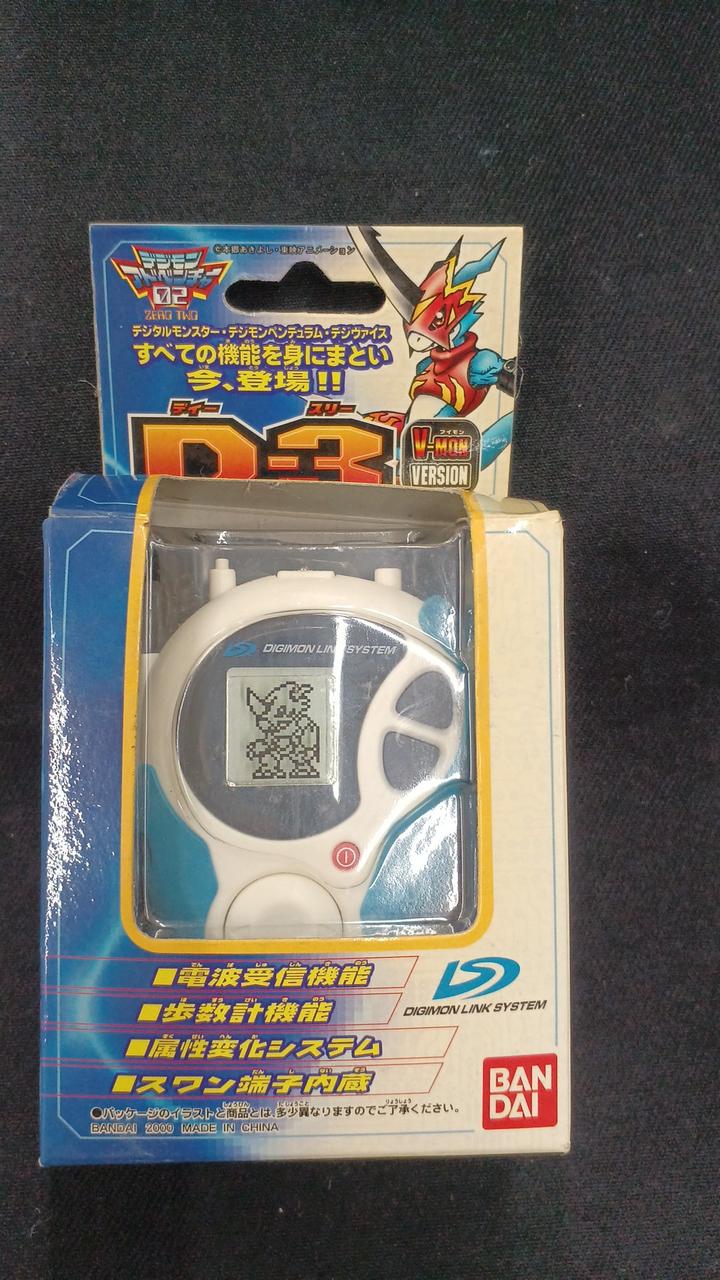 デジモン
アドベンチャー
02
ZERO TWO
©本郷あきよし・東映アニメーション
デジタルモンスター・デジモンペンデュラム・デジヴァイス
すべての機能を身にまとい
今、登場!!
ディー スリー
D-3
ブイモン
V-MON
VERSION
DIGIMON LINK SYSTEM
■電波受信機能
■歩数計機能
■属性変化システム
■スワン端子内蔵
DIGIMON LINK SYSTEM
●パッケージのイラストと商品とは、多少異なりますのでご了承ください。
BANDAI 2000 MADE IN CHINA
BAN
DAI